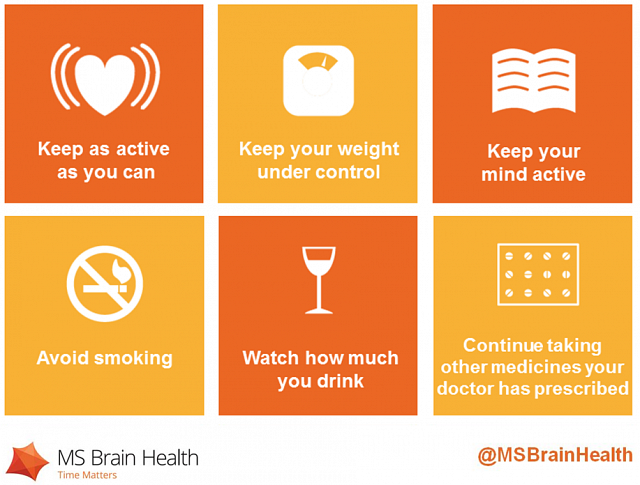 Keep as active
as you can
Keep your weight
under control
Keep your
mind active
Avoid smoking
Watch how much
you drink
Continue taking
other medicines your
doctor has prescribed
MS Brain Health
Time Matters
@MSBrainHealth